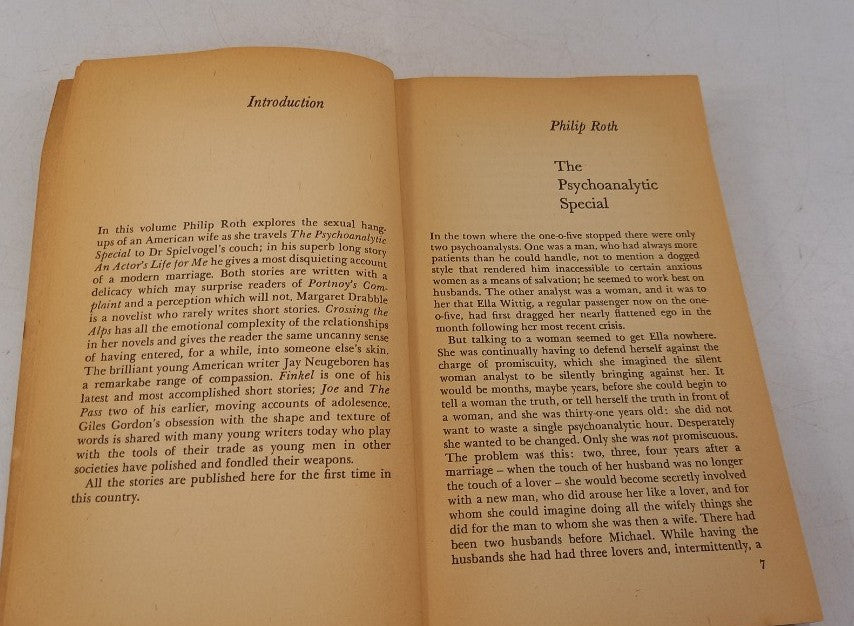 Introduction
In this volume Philip Roth explores the sexual hang-
ups of an American wife as she travels The Psychoanalytic
Special to Dr Spielvogel's couch; in his superb long story
An Actor's Life for Me he gives a most disquieting account
of a modern marriage. Both stories are written with a
delicacy which may surprise readers of Portnoy's Com-
plaint and a perception which will not. Margaret Drabble
is a novelist who rarely writes short stories. Crossing the
Alps has all the emotional complexity of the relationships
in her novels and gives the reader the same uncanny sense
of having entered, for a while, into someone else's skin.
The brilliant young American writer Jay Neugeboren has
a remarkabe range of compassion. Finkel is one of his
latest and most accomplished short stories; Joe and The
Pass two of his earlier, moving accounts of adolesence.
Giles Gordon's obsession with the shape and texture of
words is shared with many young writers today who play
with the tools of their trade as young men in other
societies have polished and fondled their weapons.
All the stories are published here for the first time in
this country.
Philip Roth
The
Psychoanalytic
Special
In the town where the one-o-five stopped there were only
two psychoanalysts. One was a man, who had always more
patients than he could handle, not to mention a dogged
style that rendered him inaccessible to certain anxious
women as a means of salvation; he seemed to work best on
husbands. The other analyst was a woman, and it was to
her that Ella Wittig, a regular passenger now on the one-
o-five, had first dragged her nearly flattened ego in the
month following her most recent crisis.
But talking to a woman seemed to get Ella nowhere.
She was continually having to defend herself against the
charge of promiscuity, which she imagined the silent
woman analyst to be silently bringing against her. It
would be months, maybe years, before she could begin to
tell a woman the truth, or tell herself the truth in front of
a woman, and she was thirty-one years old: she did not
want to waste a single psychoanalytic hour. Desperately
she wanted to be changed. Only she was not promiscuous.
The problem was this: two, three, four years after a
marriage – when the touch of her husband was no longer
the touch of a lover – she would become secretly involved
with a new man, who did arouse her like a lover, and for
whom she could imagine doing all the wifely things she
did for the man to whom she was then a wife. There had
been two husbands before Michael. While having the
husbands she had had three lovers and, intermittently, a
7